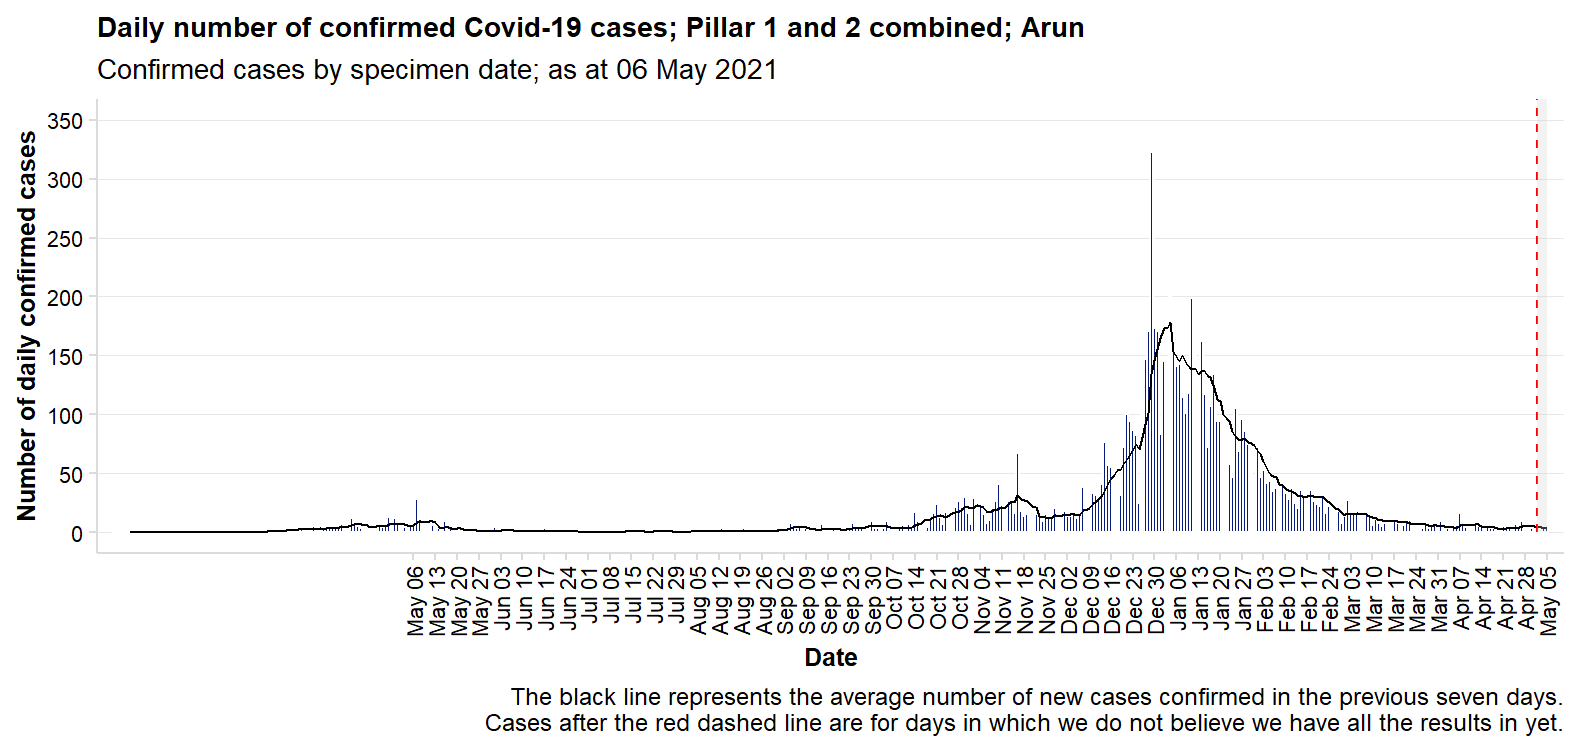 Daily number of confirmed Covid-19 cases; Pillar 1 and 2 combined; Arun
Confirmed cases by specimen date; as at 06 May 2021
Number of daily confirmed cases
350
300
250
200
150
100
50
0
May 06
May 13
May 20
May 27
Jun 03
Jun 10
Jun 17
Jun 24
Jul 01
Jul 08
Jul 15
Jul 22
Jul 29
Aug 05
Aug 12
Aug 19
Aug 26
Sep 02
Sep 09
Sep 16
Sep 23
Sep 30
Oct 07
Oct 14
Oct 21
Oct 28
Nov 04
Nov 11
Nov 18
Nov 25
Dec 02
Dec 09
Dec 16
Dec 23
Dec 30
Jan 06
Jan 13
Jan 20
Jan 27
Feb 03
Feb 10
Feb 17
Feb 24
Mar 03
Mar 10
Mar 17
Mar 24
Mar 31
Apr 07
Apr 14
Apr 21
Apr 28
May 05
Date
The black line represents the average number of new cases confirmed in the previous seven days.
Cases after the red dashed line are for days in which we do not believe we have all the results in yet.